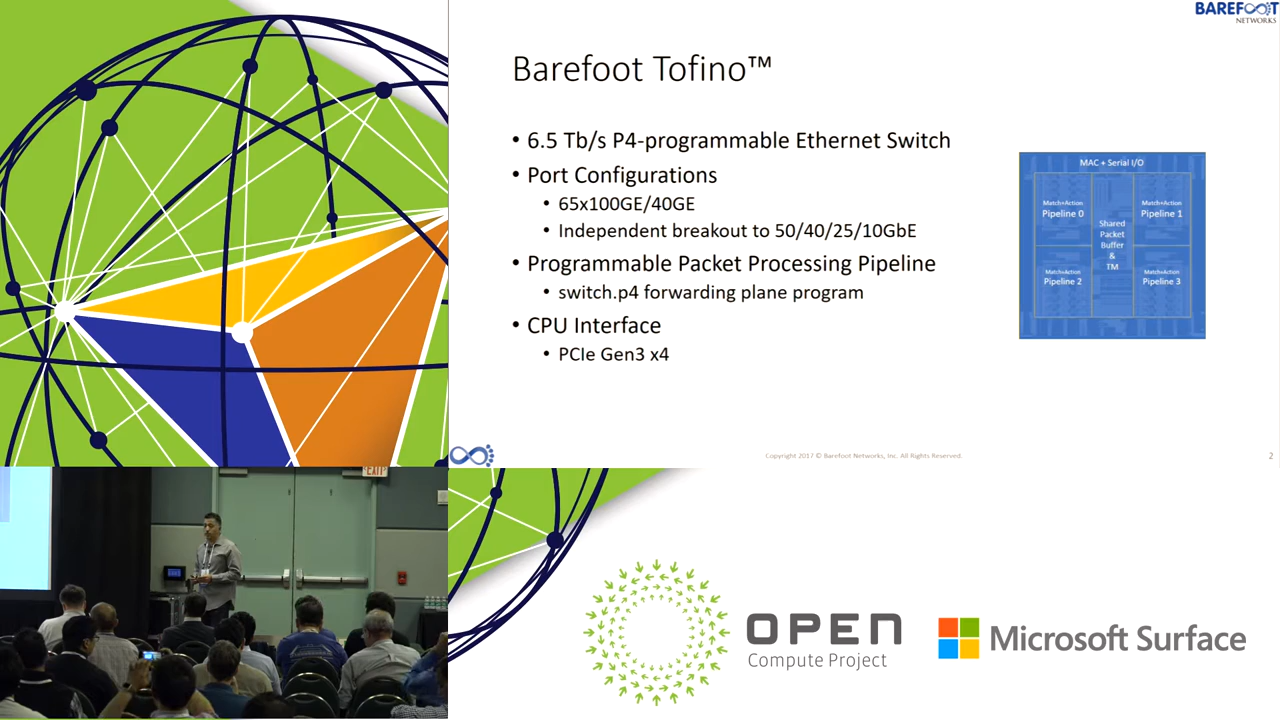 BAREFOOT
NETWORKS
Barefoot Tofino™
• 6.5 Tb/s P4-programmable Ethernet Switch
• Port Configurations
• 65x100GE/40GE
• Independent breakout to 50/40/25/10GbE
• Programmable Packet Processing Pipeline
• switch.p4 forwarding plane program
• CPU Interface
• PCIe Gen3 x4
MAC + Serial I/O
Match+Action
Pipeline 0
Match+Action
Pipeline 1
Shared
Packet
Buffer
&
TM
Match+Action
Pipeline 2
Match+Action
Pipeline 3
Copyright 2017 © Barefoot Networks, Inc. All Rights Reserved.
2
EXIT
OPEN
Compute Project
Microsoft Surface